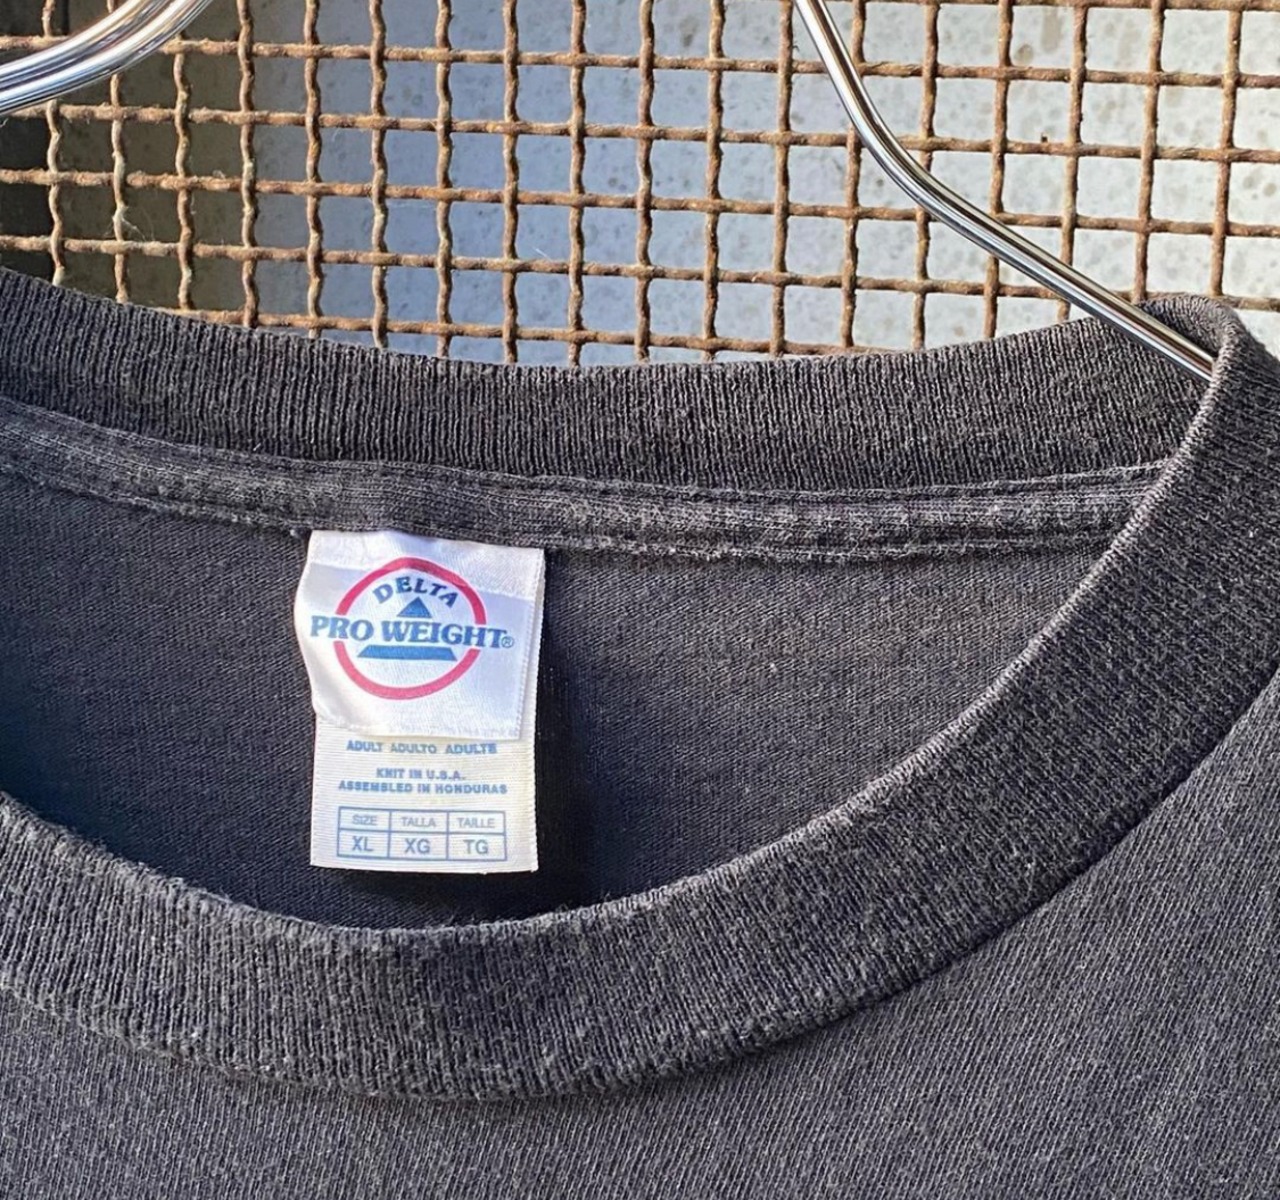 DELTA
PRO WEIGHT®
ADULT ADULTO ADULTE
KNIT IN U.S.A.
ASSEMBLED IN HONDURAS
SIZE TALLA TAILLE
XL XG TG